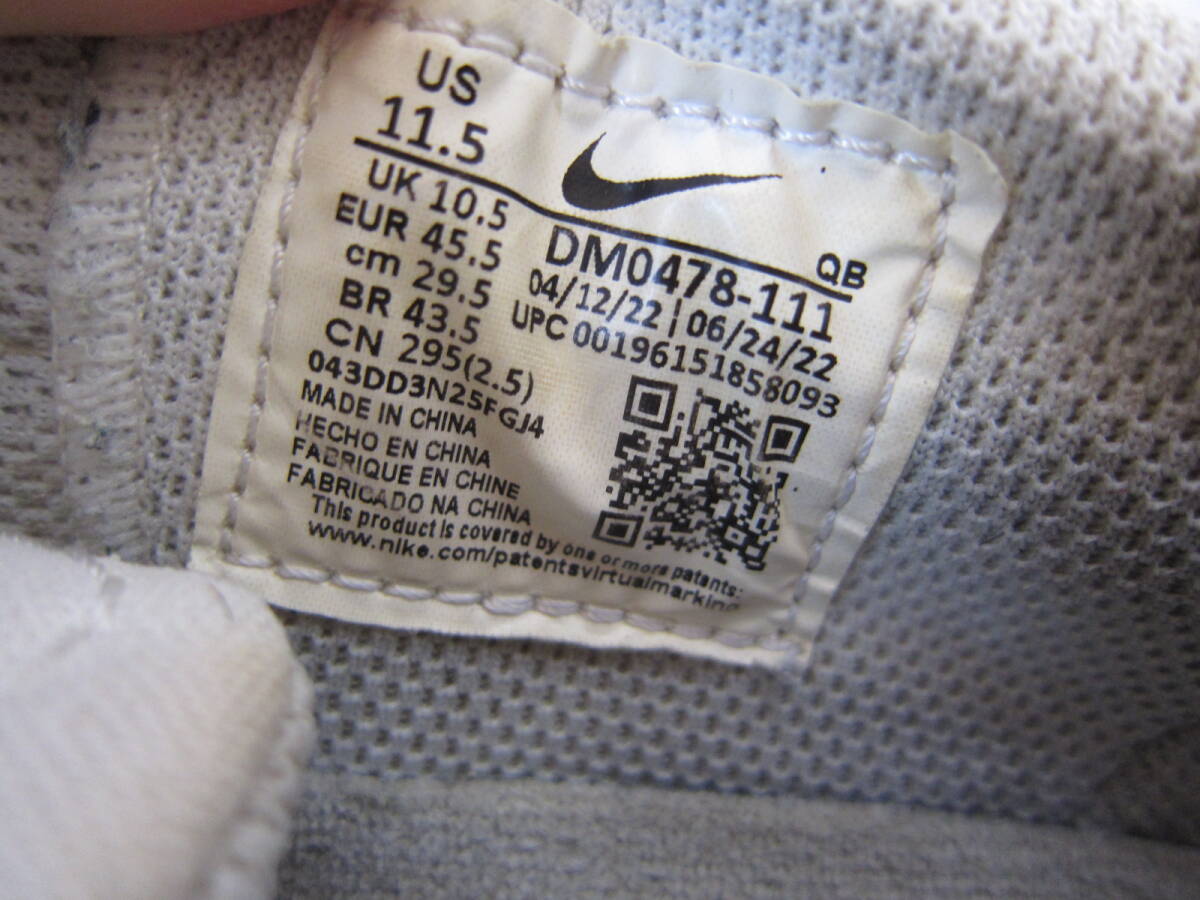 US
11.5
UK 10.5
EUR 45.5
cm 29.5
BR 43.5
CN 295(2.5)
QB
DM0478-111
04/12/22 | 06/24/22
UPC 00196151858093
043DD3N25FGJ4
MADE IN CHINA
HECHO EN CHINA
FABRIQUE EN CHINE
FABRICADO NA CHINA
This product is covered by one or more patents:
www.nike.com/patentsvirtualmarking